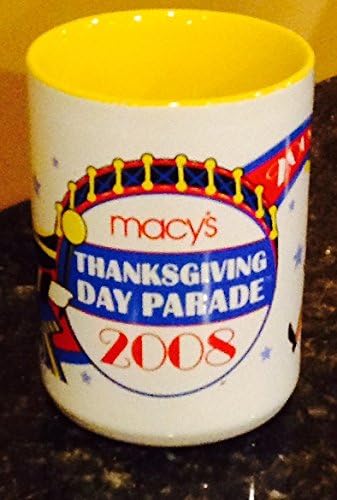 macy's
THANKSGIVING
DAY PARADE
2008